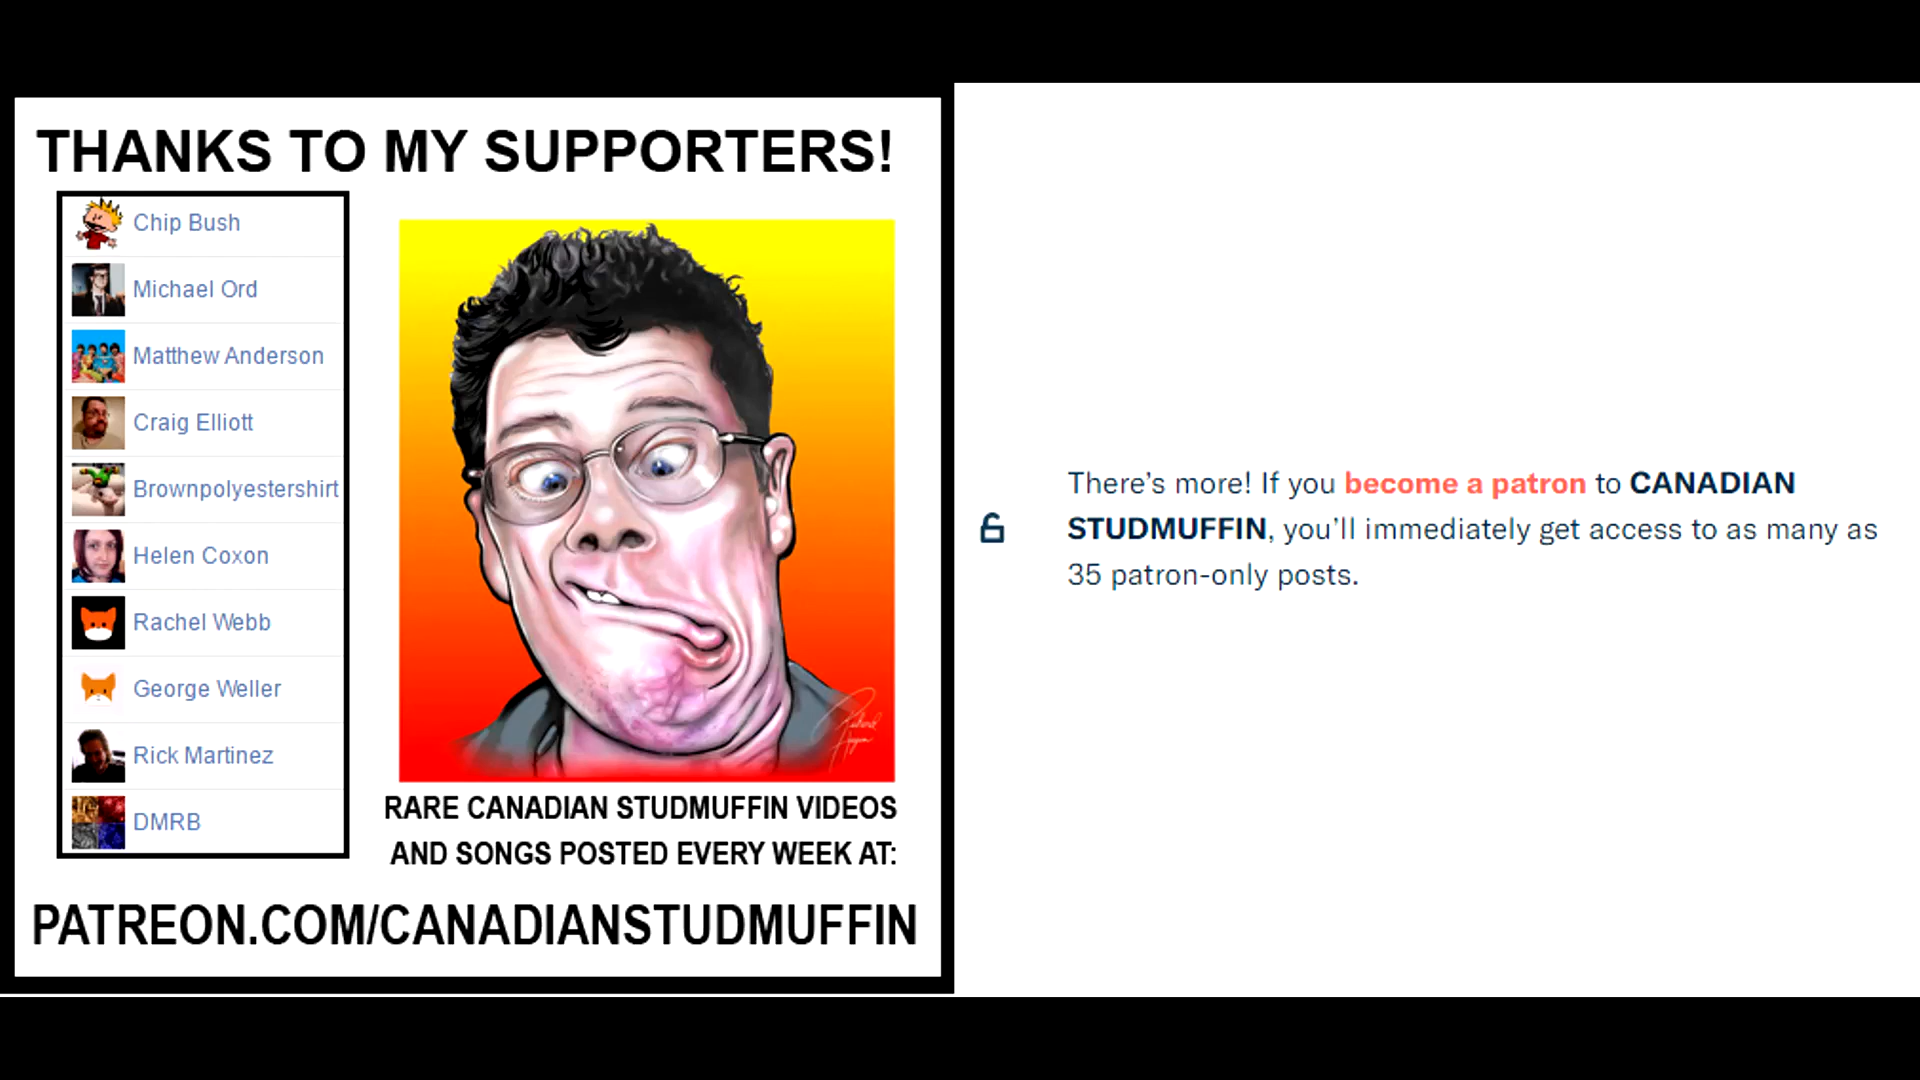 THANKS TO MY SUPPORTERS!
Chip Bush
Michael Ord
Matthew Anderson
Craig Elliott
Brownpolyestershirt
Helen Coxon
Rachel Webb
George Weller
Rick Martinez
DMRB
RARE CANADIAN STUDMUFFIN VIDEOS
AND SONGS POSTED EVERY WEEK AT:
PATREON.COM/CANADIANSTUDMUFFIN
There’s more! If you become a patron to CANADIAN
STUDMUFFIN, you’ll immediately get access to as many as
35 patron-only posts.